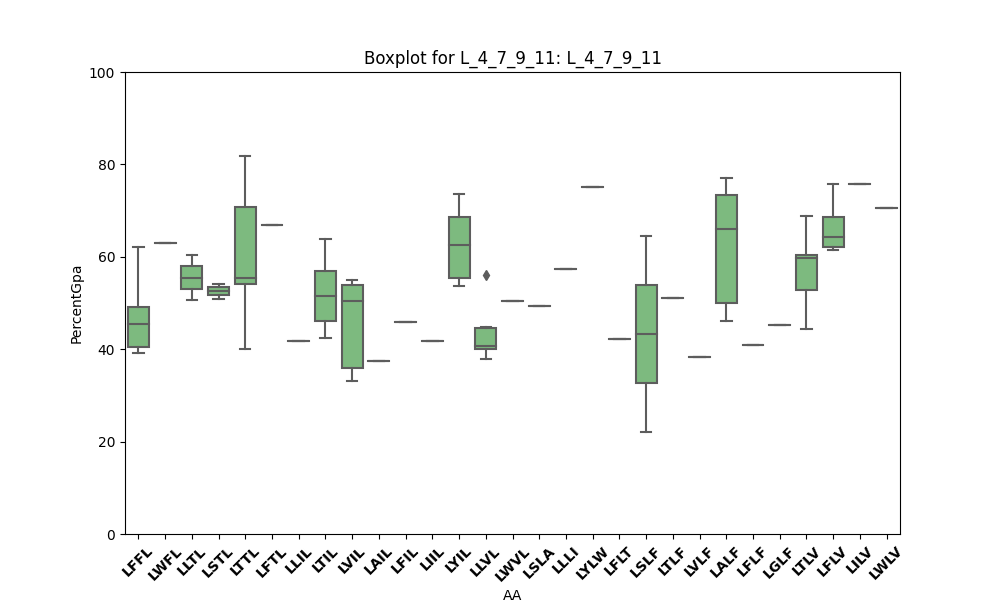 Boxplot for L_4_7_9_11: L_4_7_9_11
100
80
60
40
20
0
PercentGpa
LFFL LWFL LLTL LSTL LTTL LFTL LLIL LTIL LVIL LAIL LFIL LIIL LYIL LLVL LWVL LSLA LLLI LYLW LFLT LSLF LTLF LVLF LALF LFLF LGLF LTLV LFLV LILV LWLV
AA